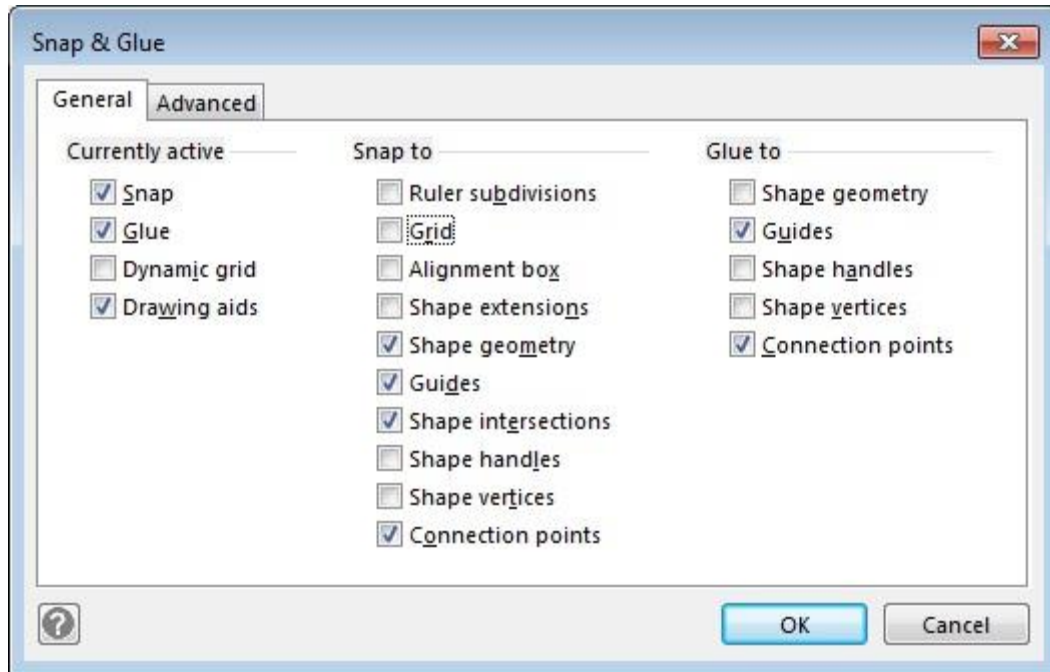 Snap & Glue
General
Advanced
Currently active
Snap
Glue
Dynamic grid
Drawing aids
Snap to
Ruler subdivisions
Grid
Alignment box
Shape extensions
Shape geometry
Guides
Shape intersections
Shape handles
Shape vertices
Connection points
Glue to
Shape geometry
Guides
Shape handles
Shape vertices
Connection points
OK
Cancel